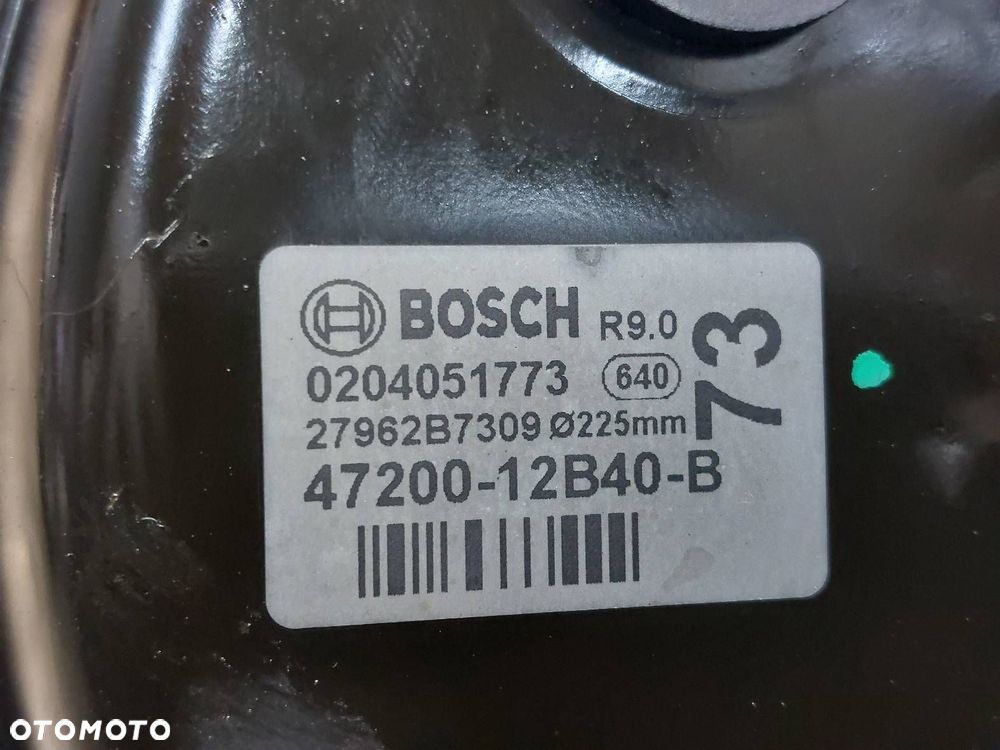 BOSCH R9.0
0204051773 640
27962B7309 Ø225mm
47200-12B40-B
73
OTOMOTO